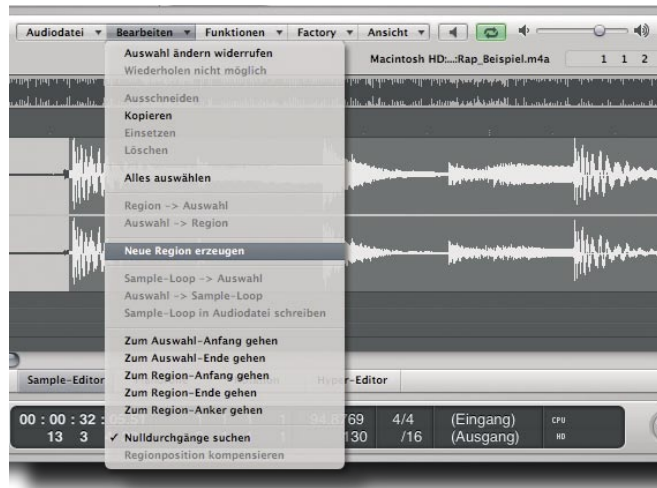 Audiodatei Bearbeiten Funktionen Factory Ansicht
Macintosh HD:...:Rap_Beispiel.m4a 1 1 2
Auswahl ändern widerrufen
Wiederholen nicht möglich
Ausschneiden
Kopieren
Einsetzen
Löschen
Alles auswählen
Region -> Auswahl
Auswahl -> Region
Neue Region erzeugen
Sample-Loop -> Auswahl
Auswahl -> Sample-Loop
Sample-Loop in Audiodatei schreiben
Zum Auswahl-Anfang gehen
Zum Auswahl-Ende gehen
Zum Region-Anfang gehen
Zum Region-Ende gehen
Zum Region-Anker gehen
✓ Nulldurchgänge suchen
Regionposition kompensieren
Sample-Editor Hyper-Editor
00 : 00 : 32 : 4/4 (Eingang) CPU
13 3 130 /16 (Ausgang) HD